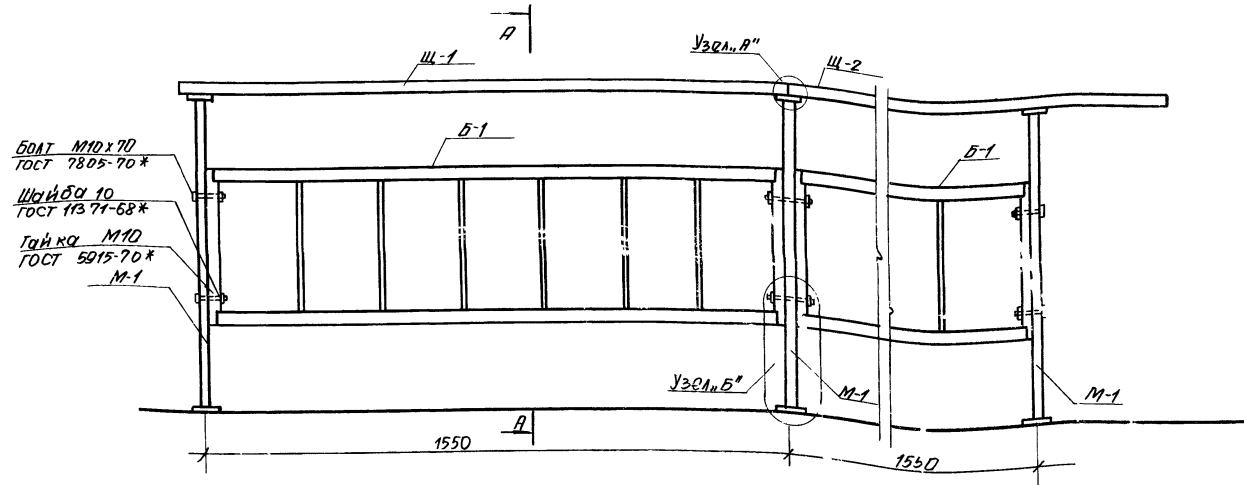 А
Узел „А"
Щ-1
Щ-2
Болт М10х70
ГОСТ 7805-70*
Б-1
Б-1
Шайба 10
ГОСТ 11371-68*
Гайка М10
ГОСТ 5915-70*
М-1
Узел „Б"
М-1
М-1
А
1550
1550